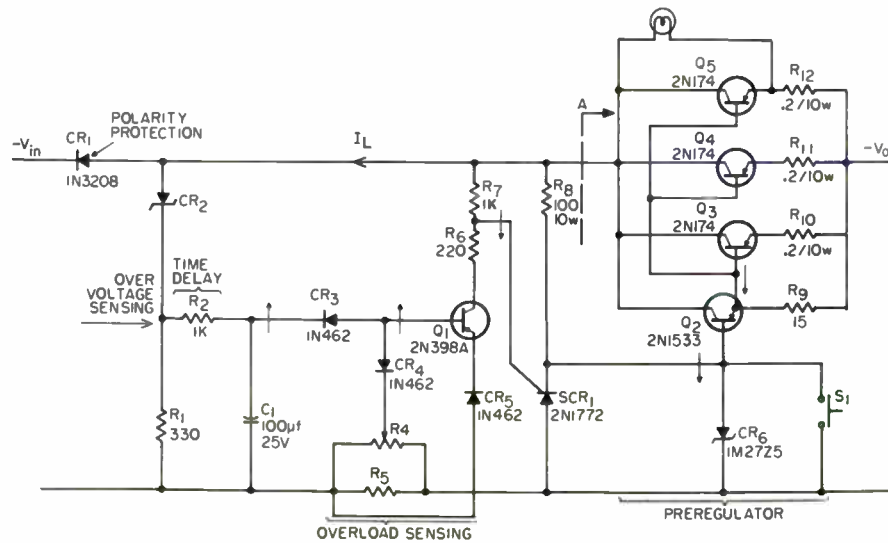 Q5
2N174
R12
.2/10W
A
POLARITY
PROTECTION
Q4
2N174
R11
.2/10W
-Vin
CR1
1N3208
IL
-Vo
CR2
R7
1K
R8
100
10W
Q3
2N174
R10
.2/10W
R6
220
OVER
VOLTAGE
SENSING
TIME
DELAY
R2
1K
CR3
1N462
Q1
2N398A
Q2
2N1533
R9
15
CR4
1N462
CR5
1N462
SCR1
2N1772
S1
R1
330
C1
100µf
25V
R4
CR6
1M27Z5
R5
OVERLOAD SENSING
PREREGULATOR